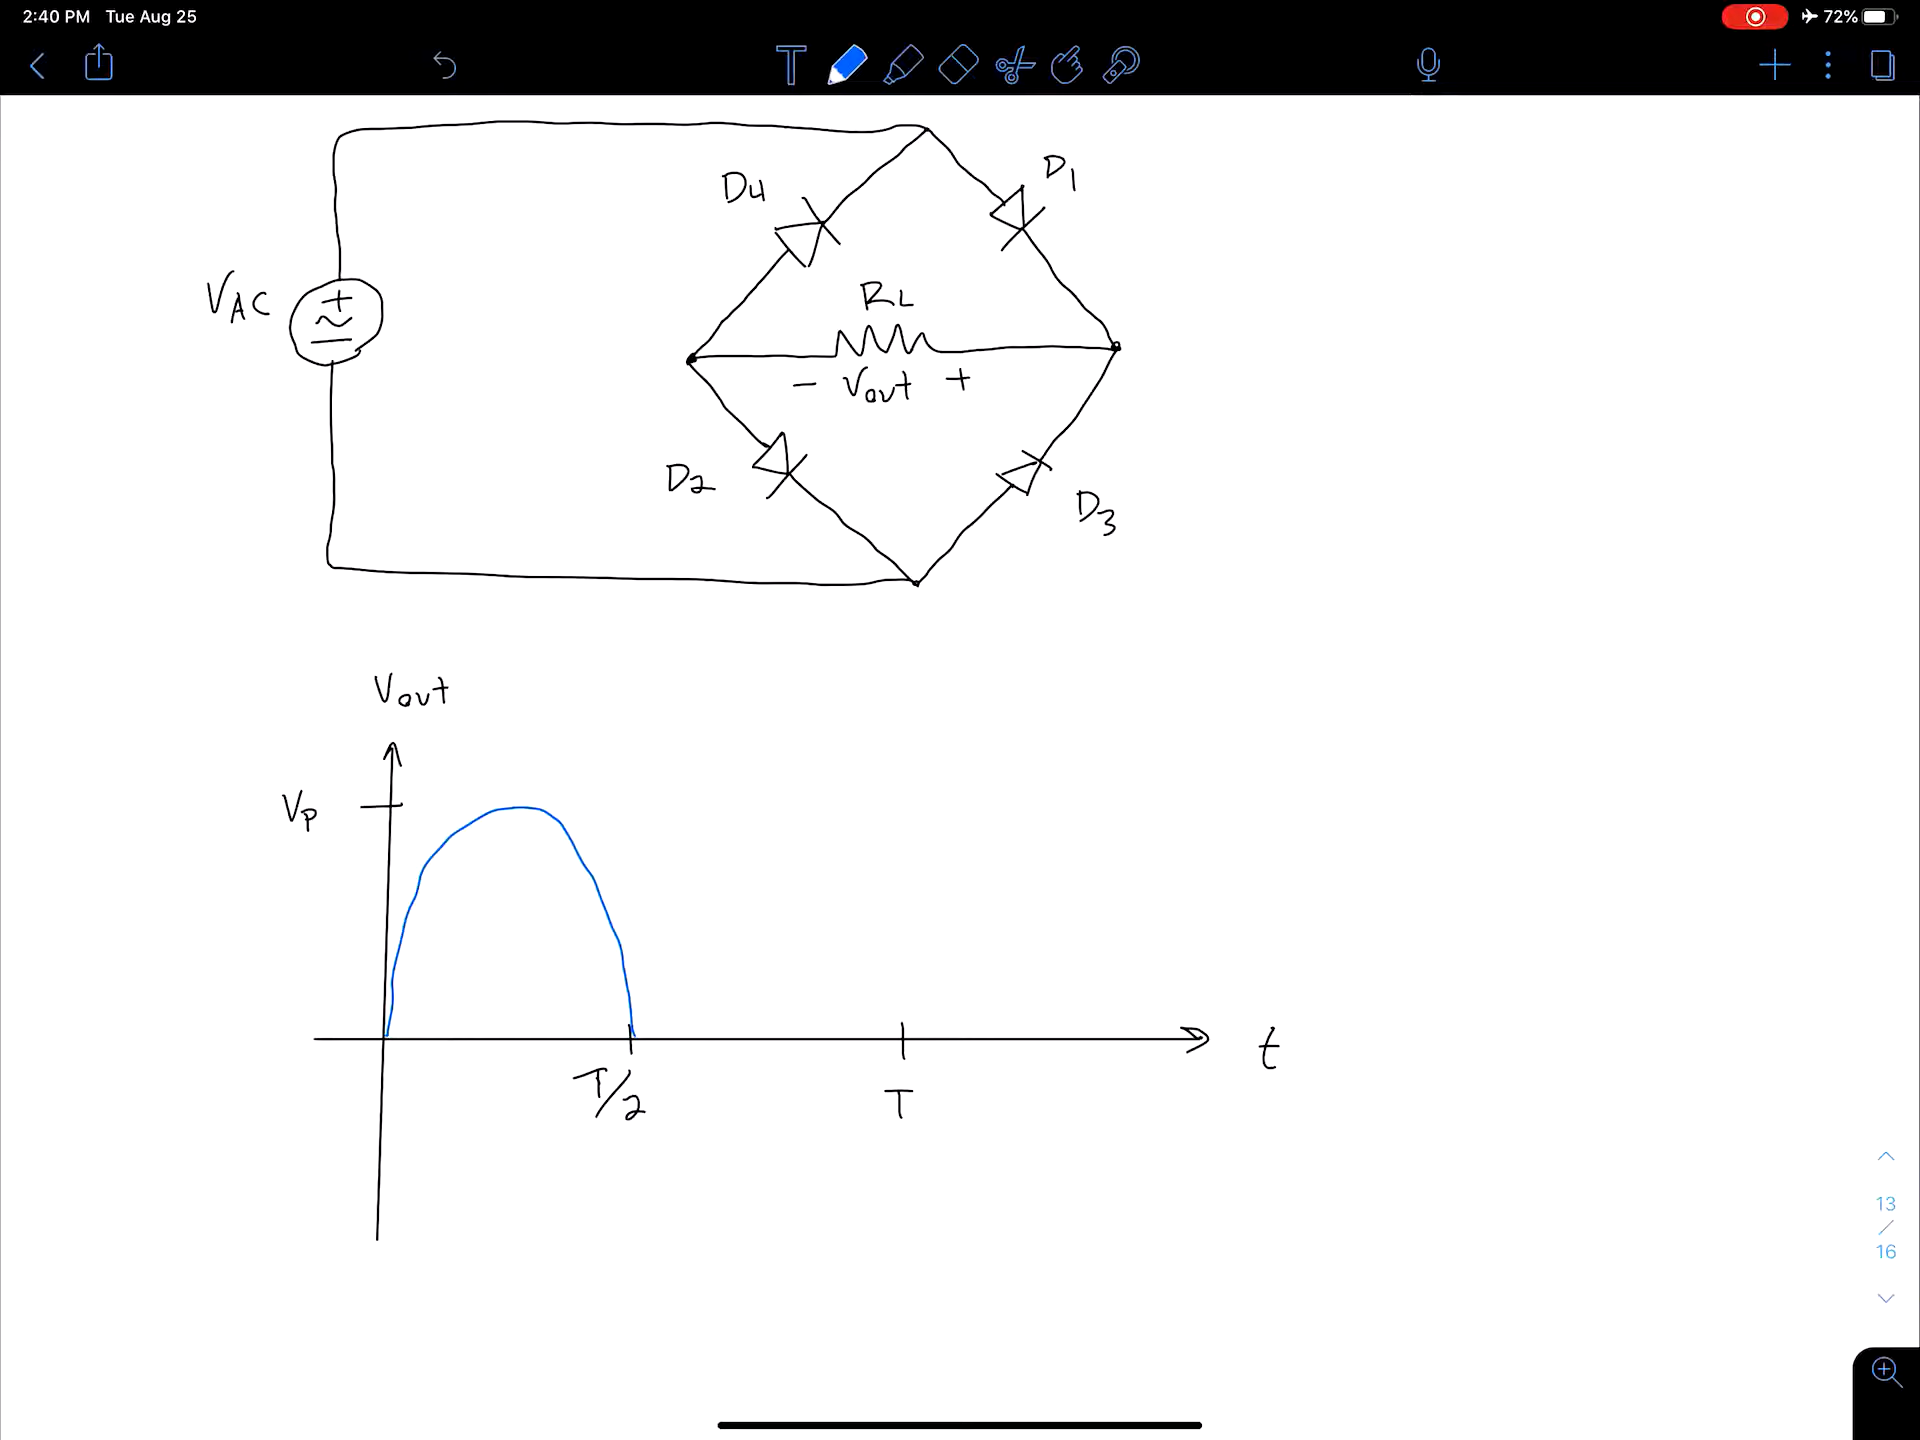 2:40 PM Tue Aug 25
72%
T
D4
D1
VAC
+
~
−
RL
− Vout +
D2
D3
Vout
Vp
t
T/2
T
13
/
16